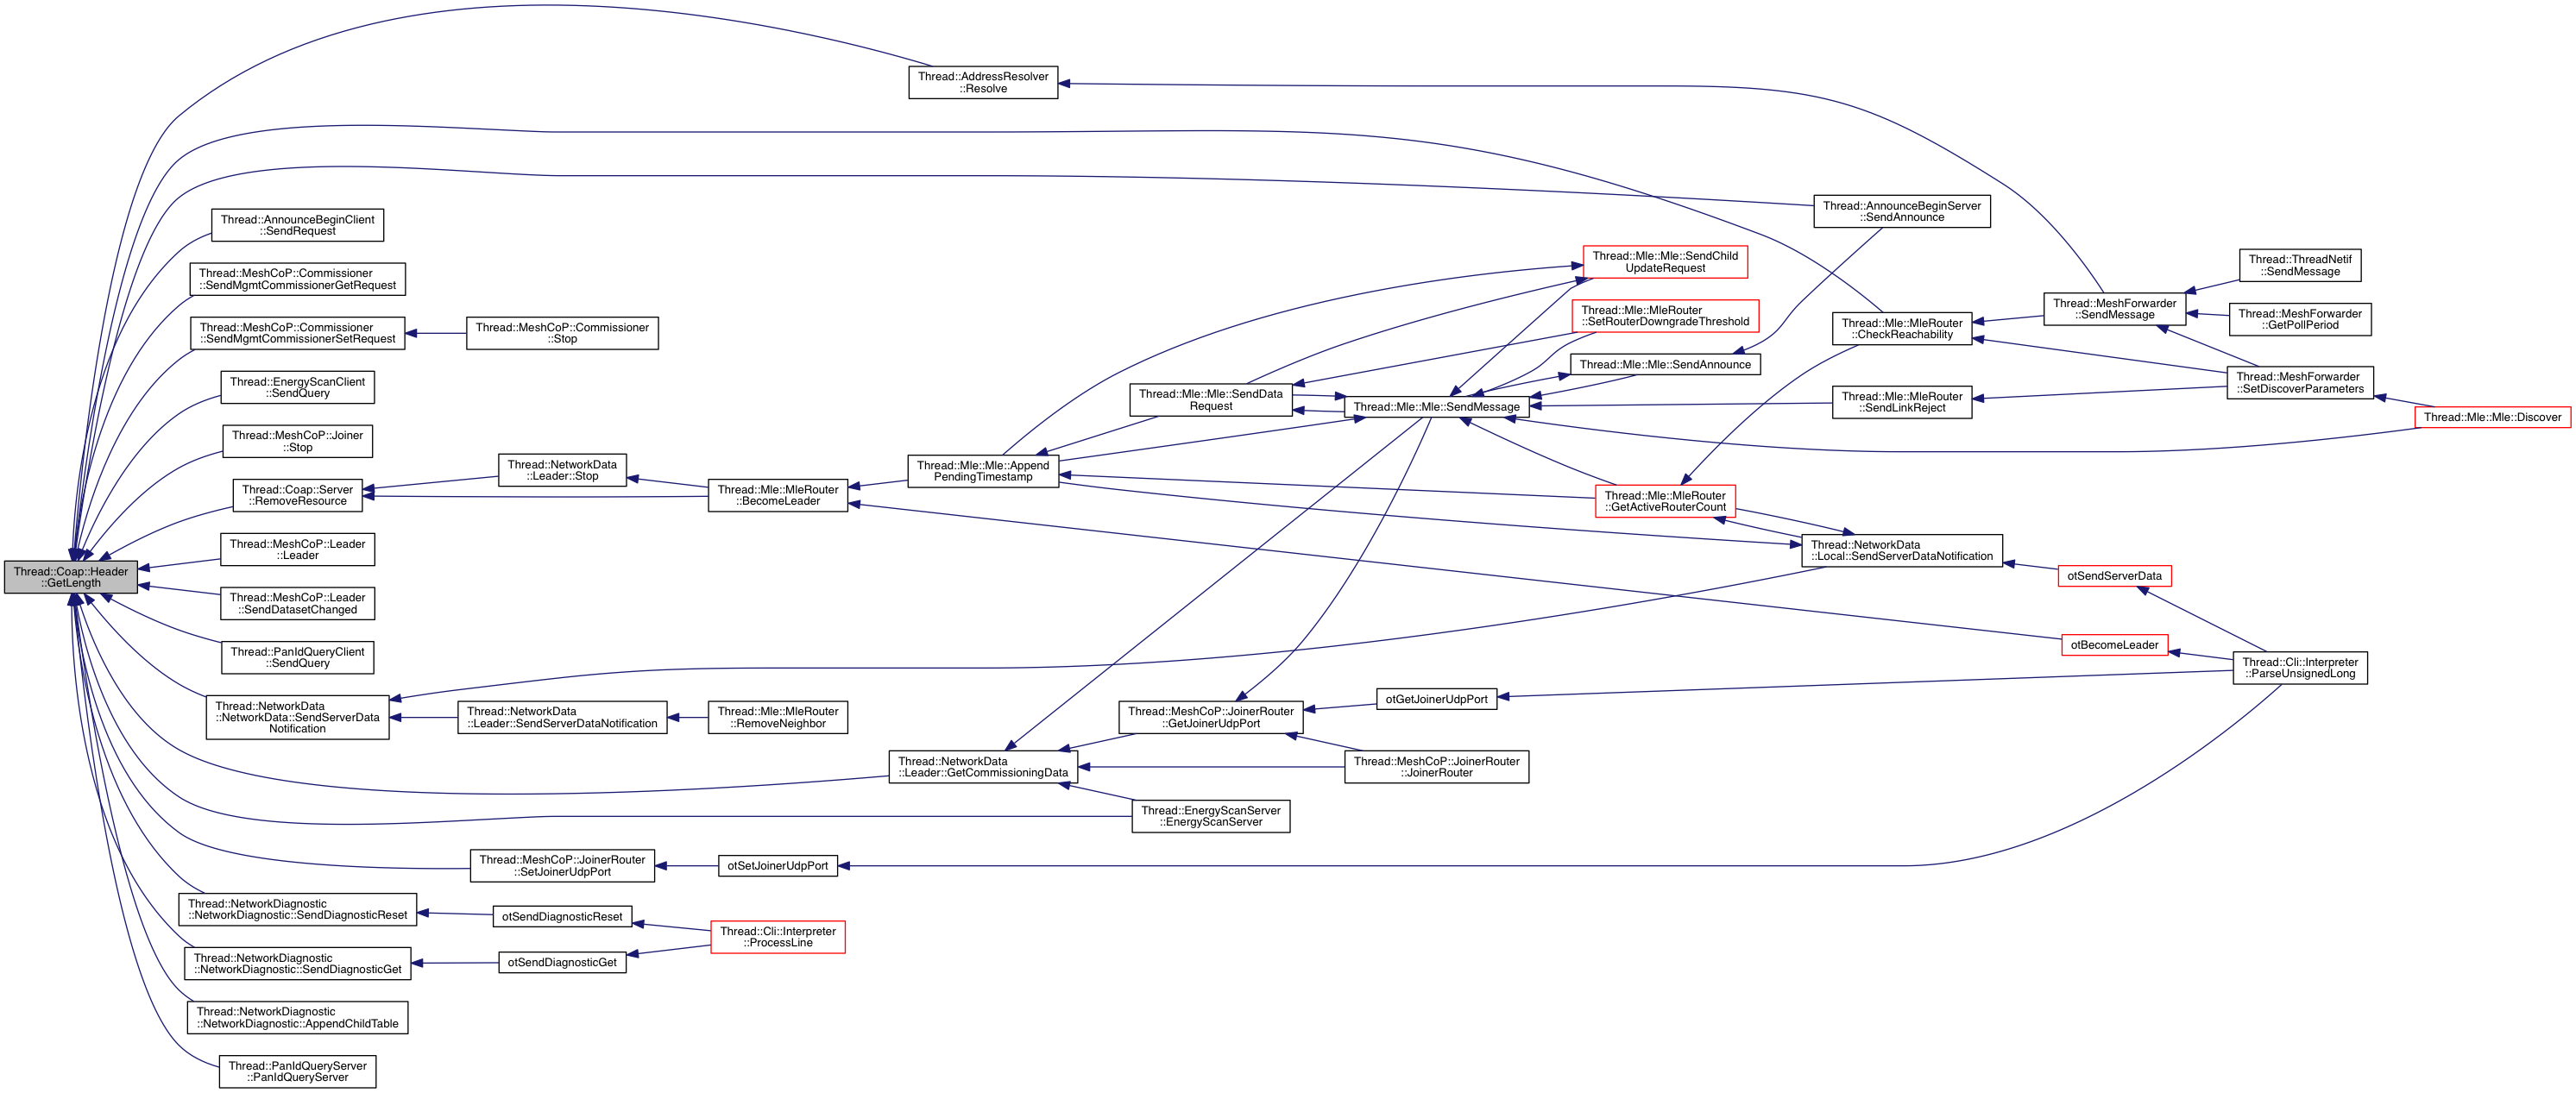 Thread::AddressResolver
::Resolve
Thread::AnnounceBeginServer
::SendAnnounce
Thread::AnnounceBeginClient
::SendRequest
Thread::MeshCoP::Commissioner
::SendMgmtCommissionerGetRequest
Thread::MeshCoP::Commissioner
::SendMgmtCommissionerSetRequest
Thread::MeshCoP::Commissioner
::Stop
Thread::EnergyScanClient
::SendQuery
Thread::MeshCoP::Joiner
::Stop
Thread::Coap::Server
::RemoveResource
Thread::NetworkData
::Leader::Stop
Thread::Mle::MleRouter
::BecomeLeader
Thread::Mle::Mle::Append
PendingTimestamp
Thread::Mle::Mle::SendData
Request
Thread::Mle::Mle::SendMessage
Thread::Mle::Mle::SendChild
UpdateRequest
Thread::Mle::MleRouter
::SetRouterDowngradeThreshold
Thread::Mle::Mle::SendAnnounce
Thread::Mle::MleRouter
::GetActiveRouterCount
Thread::Mle::MleRouter
::CheckReachability
Thread::Mle::MleRouter
::SendLinkReject
Thread::MeshForwarder
::SendMessage
Thread::ThreadNetif
::SendMessage
Thread::MeshForwarder
::GetPollPeriod
Thread::MeshForwarder
::SetDiscoverParameters
Thread::Mle::Mle::Discover
Thread::NetworkData
::Local::SendServerDataNotification
otSendServerData
otBecomeLeader
Thread::Cli::Interpreter
::ParseUnsignedLong
Thread::Coap::Header
::GetLength
Thread::MeshCoP::Leader
::Leader
Thread::MeshCoP::Leader
::SendDatasetChanged
Thread::PanIdQueryClient
::SendQuery
Thread::NetworkData
::NetworkData::SendServerData
Notification
Thread::NetworkData
::Leader::SendServerDataNotification
Thread::Mle::MleRouter
::RemoveNeighbor
Thread::NetworkData
::Leader::GetCommissioningData
Thread::MeshCoP::JoinerRouter
::GetJoinerUdpPort
otGetJoinerUdpPort
Thread::MeshCoP::JoinerRouter
::JoinerRouter
Thread::EnergyScanServer
::EnergyScanServer
Thread::MeshCoP::JoinerRouter
::SetJoinerUdpPort
otSetJoinerUdpPort
Thread::NetworkDiagnostic
::NetworkDiagnostic::SendDiagnosticReset
otSendDiagnosticReset
Thread::Cli::Interpreter
::ProcessLine
Thread::NetworkDiagnostic
::NetworkDiagnostic::SendDiagnosticGet
otSendDiagnosticGet
Thread::NetworkDiagnostic
::NetworkDiagnostic::AppendChildTable
Thread::PanIdQueryServer
::PanIdQueryServer